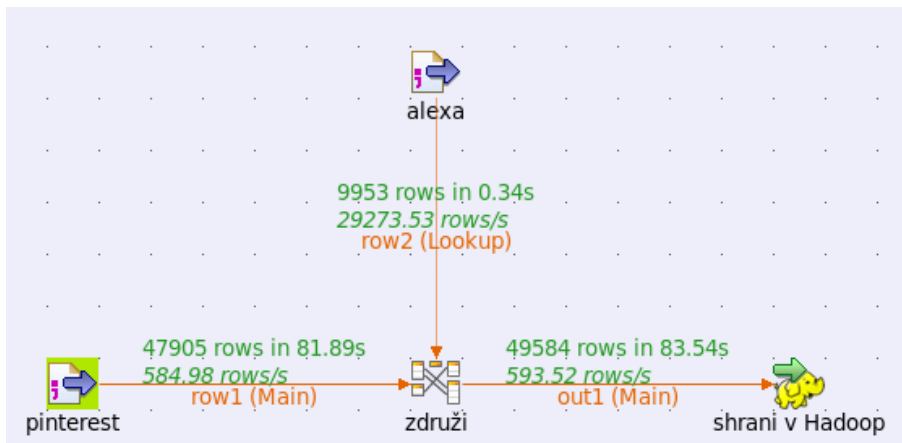 alexa
9953 rows in 0.34s
29273.53 rows/s
row2 (Lookup)
47905 rows in 81.89s
584.98 rows/s
row1 (Main)
49584 rows in 83.54s
593.52 rows/s
out1 (Main)
pinterest
združi
shrani v Hadoop